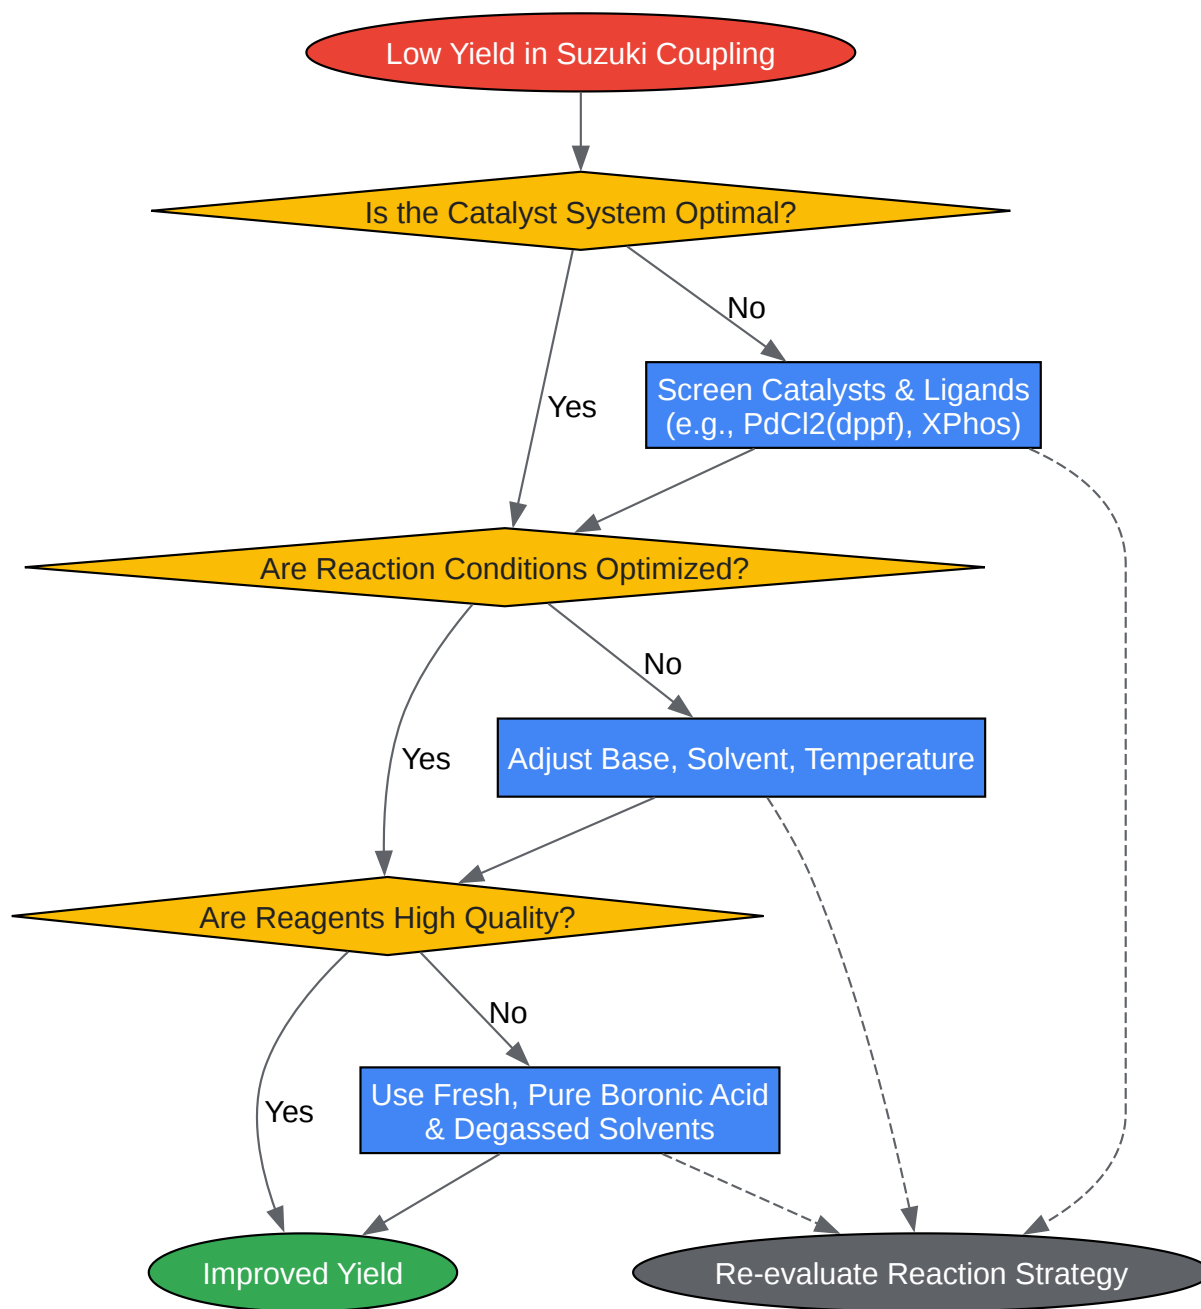 Low Yield in Suzuki Coupling
Is the Catalyst System Optimal?
No
Screen Catalysts & Ligands
(e.g., PdCl2(dppf), XPhos)
Yes
Are Reaction Conditions Optimized?
No
Adjust Base, Solvent, Temperature
Yes
Are Reagents High Quality?
No
Use Fresh, Pure Boronic Acid
& Degassed Solvents
Yes
Improved Yield
Re-evaluate Reaction Strategy